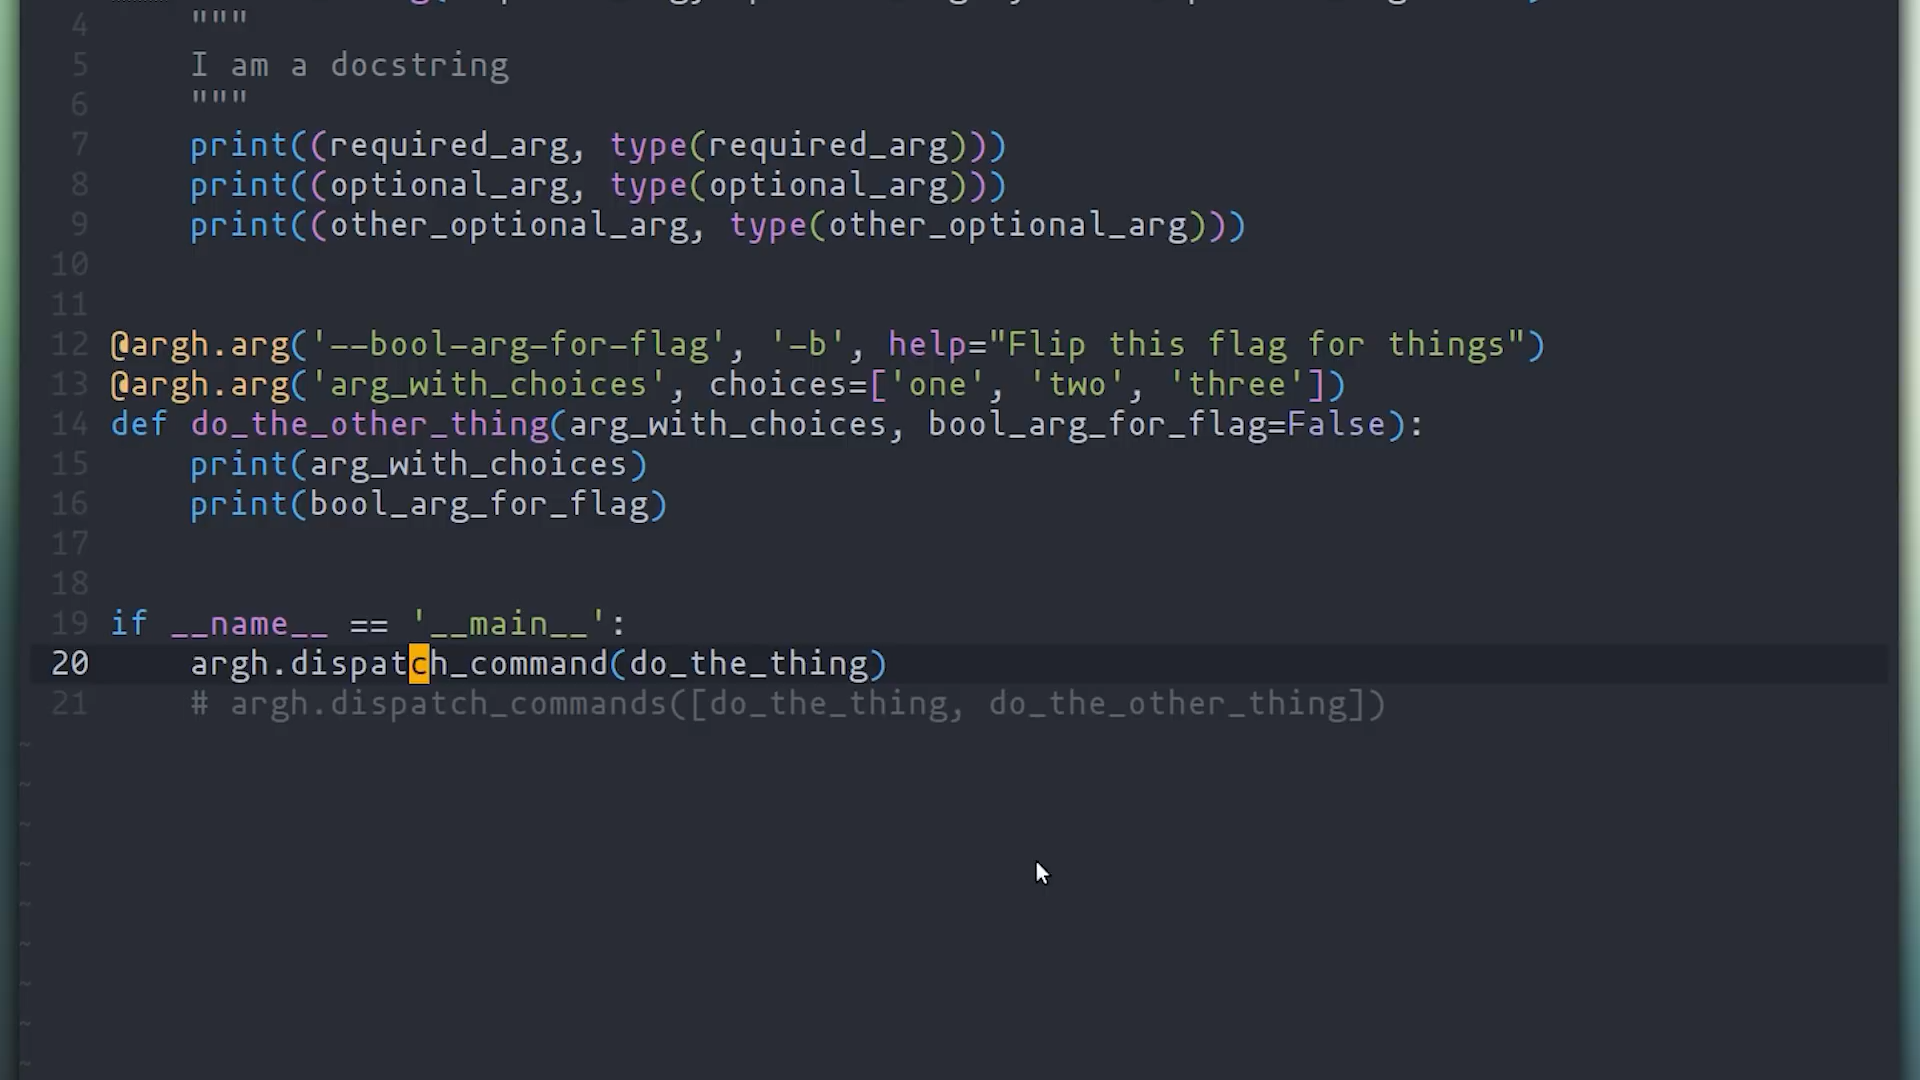 4 """
5 I am a docstring
6 """
7 print((required_arg, type(required_arg)))
8 print((optional_arg, type(optional_arg)))
9 print((other_optional_arg, type(other_optional_arg)))
10
11
12 @argh.arg('--bool-arg-for-flag', '-b', help="Flip this flag for things")
13 @argh.arg('arg_with_choices', choices=['one', 'two', 'three'])
14 def do_the_other_thing(arg_with_choices, bool_arg_for_flag=False):
15 print(arg_with_choices)
16 print(bool_arg_for_flag)
17
18
19 if __name__ == '__main__':
20 argh.dispatch_command(do_the_thing)
21 # argh.dispatch_commands([do_the_thing, do_the_other_thing])
~
~
~
~
~
~
~
~
~